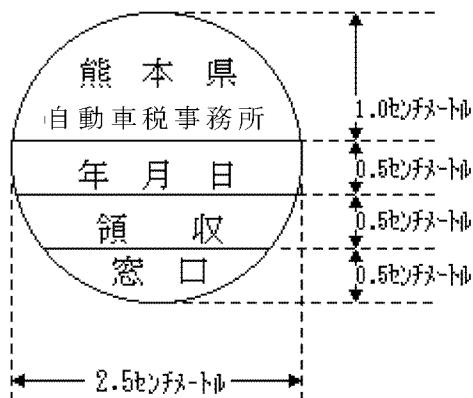 熊本県
自動車税事務所
年月日
領収
窓口
1.0センチメートル
0.5センチメートル
0.5センチメートル
0.5センチメートル
2.5センチメートル